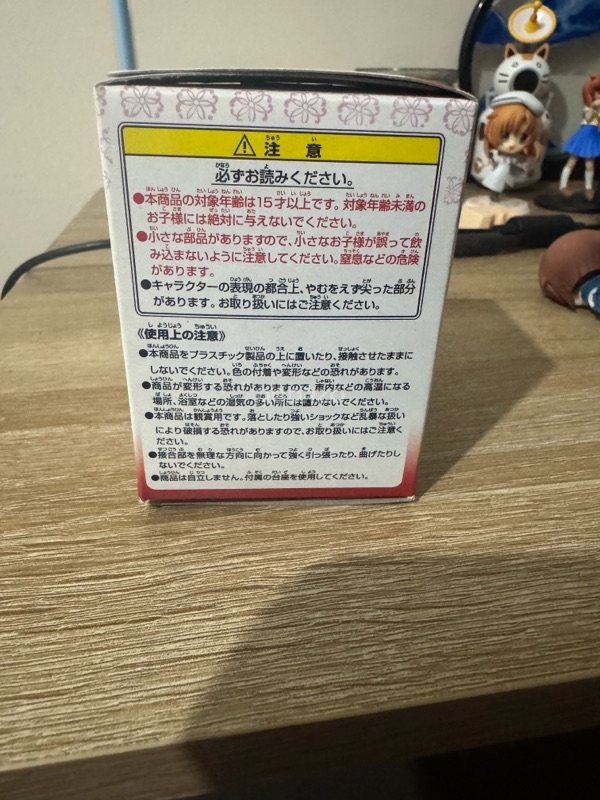 ⚠注意
必ずお読みください。
●本商品の対象年齢は15才以上です。対象年齢未満の
お子様には絶対に与えないでください。
●小さな部品がありますので、小さなお子様が誤って飲
み込まないように注意してください。窒息などの危険
があります。
●キャラクターの表現の都合上、やむをえず尖った部分
があります。お取り扱いにはご注意ください。
《使用上の注意》
●本商品をプラスチック製品の上に置いたり、接触させたままに
しないでください。色の付着や変形などの恐れがあります。
●商品が変形する恐れがありますので、車内などの高温になる
場所、浴室などの湿気の多い所には置かないでください。
●本商品は観賞用です。落としたり強いショックなど乱暴な扱い
により破損する恐れがありますので、お取り扱いにはご注意くだ
さい。
●接合部を無理な方向に向かって強く引っ張ったり、曲げたりし
ないでください。
●商品は自立しません。付属の台座を使用してください。